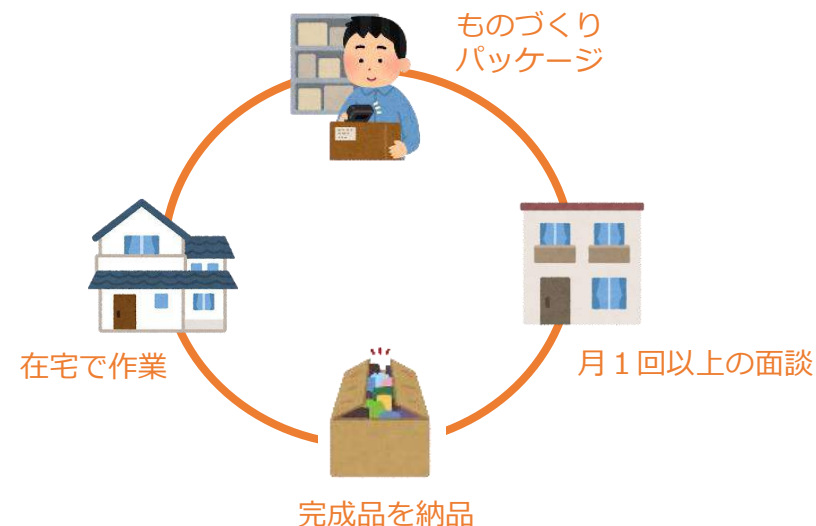 ものづくり
パッケージ
在宅で作業
月１回以上の面談
完成品を納品